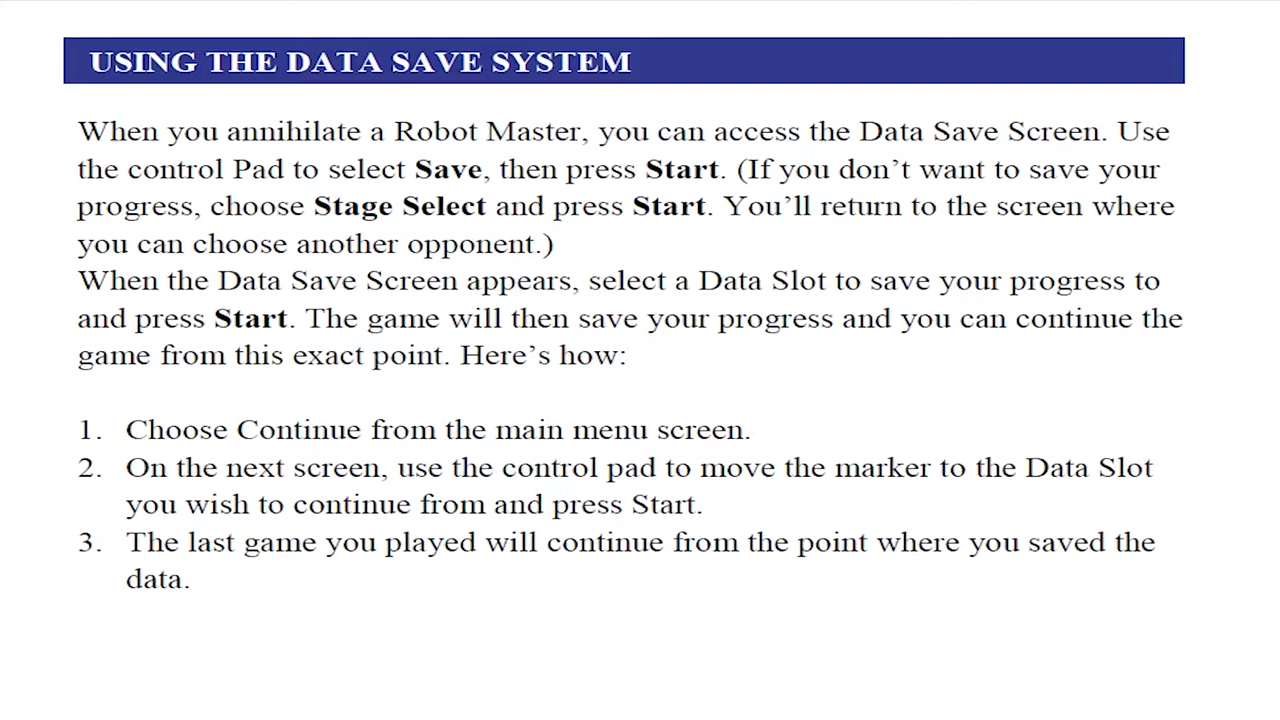 USING THE DATA SAVE SYSTEM
When you annihilate a Robot Master, you can access the Data Save Screen. Use
the control Pad to select Save, then press Start. (If you don’t want to save your
progress, choose Stage Select and press Start. You’ll return to the screen where
you can choose another opponent.)
When the Data Save Screen appears, select a Data Slot to save your progress to
and press Start. The game will then save your progress and you can continue the
game from this exact point. Here’s how:
1. Choose Continue from the main menu screen.
2. On the next screen, use the control pad to move the marker to the Data Slot
you wish to continue from and press Start.
3. The last game you played will continue from the point where you saved the
data.